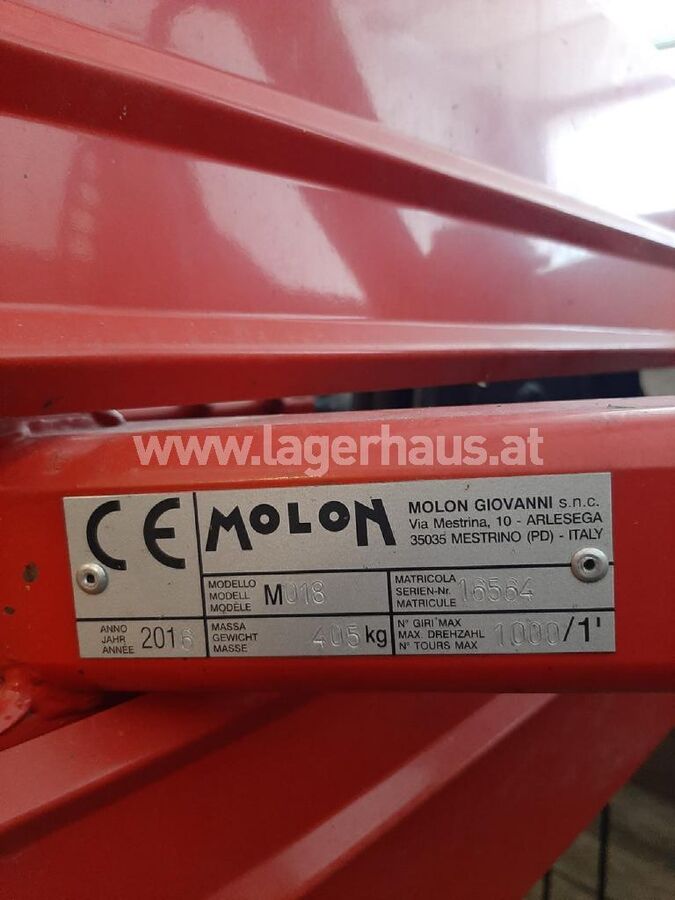 www.lagerhaus.at
CE MOLON
MOLON GIOVANNI s.n.c.
Via Mestrina, 10 - ARLESEGA
35035 MESTRINO (PD) - ITALY
MODELLO
MODELL
MODÈLE
M018
MATRICOLA
SERIEN-Nr.
MATRICULE
16564
ANNO
JAHR
ANNÉE
2016
MASSA
GEWICHT
MASSE
405 kg
N° GIRI'MAX
MAX. DREHZAHL
N° TOURS MAX
1000/1'